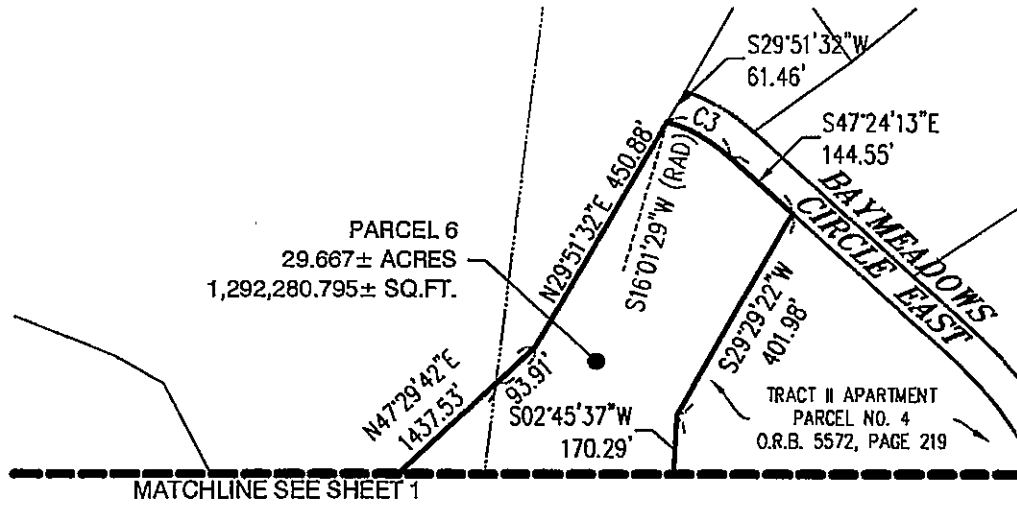 S29°51'32"W
61.46'
C3
S47°24'13"E
144.55'
BAYMEADOWS
CIRCLE EAST
N29°51'32"E 450.88'
S16°01'29"W (RAD)
PARCEL 6
29.667± ACRES
1,292,280.795± SQ.FT.
S29°29'22"W
401.98'
N47°29'42"E
1437.53'
93.91'
S02°45'37"W
170.29'
TRACT II APARTMENT
PARCEL NO. 4
O.R.B. 5572, PAGE 219
MATCHLINE SEE SHEET 1